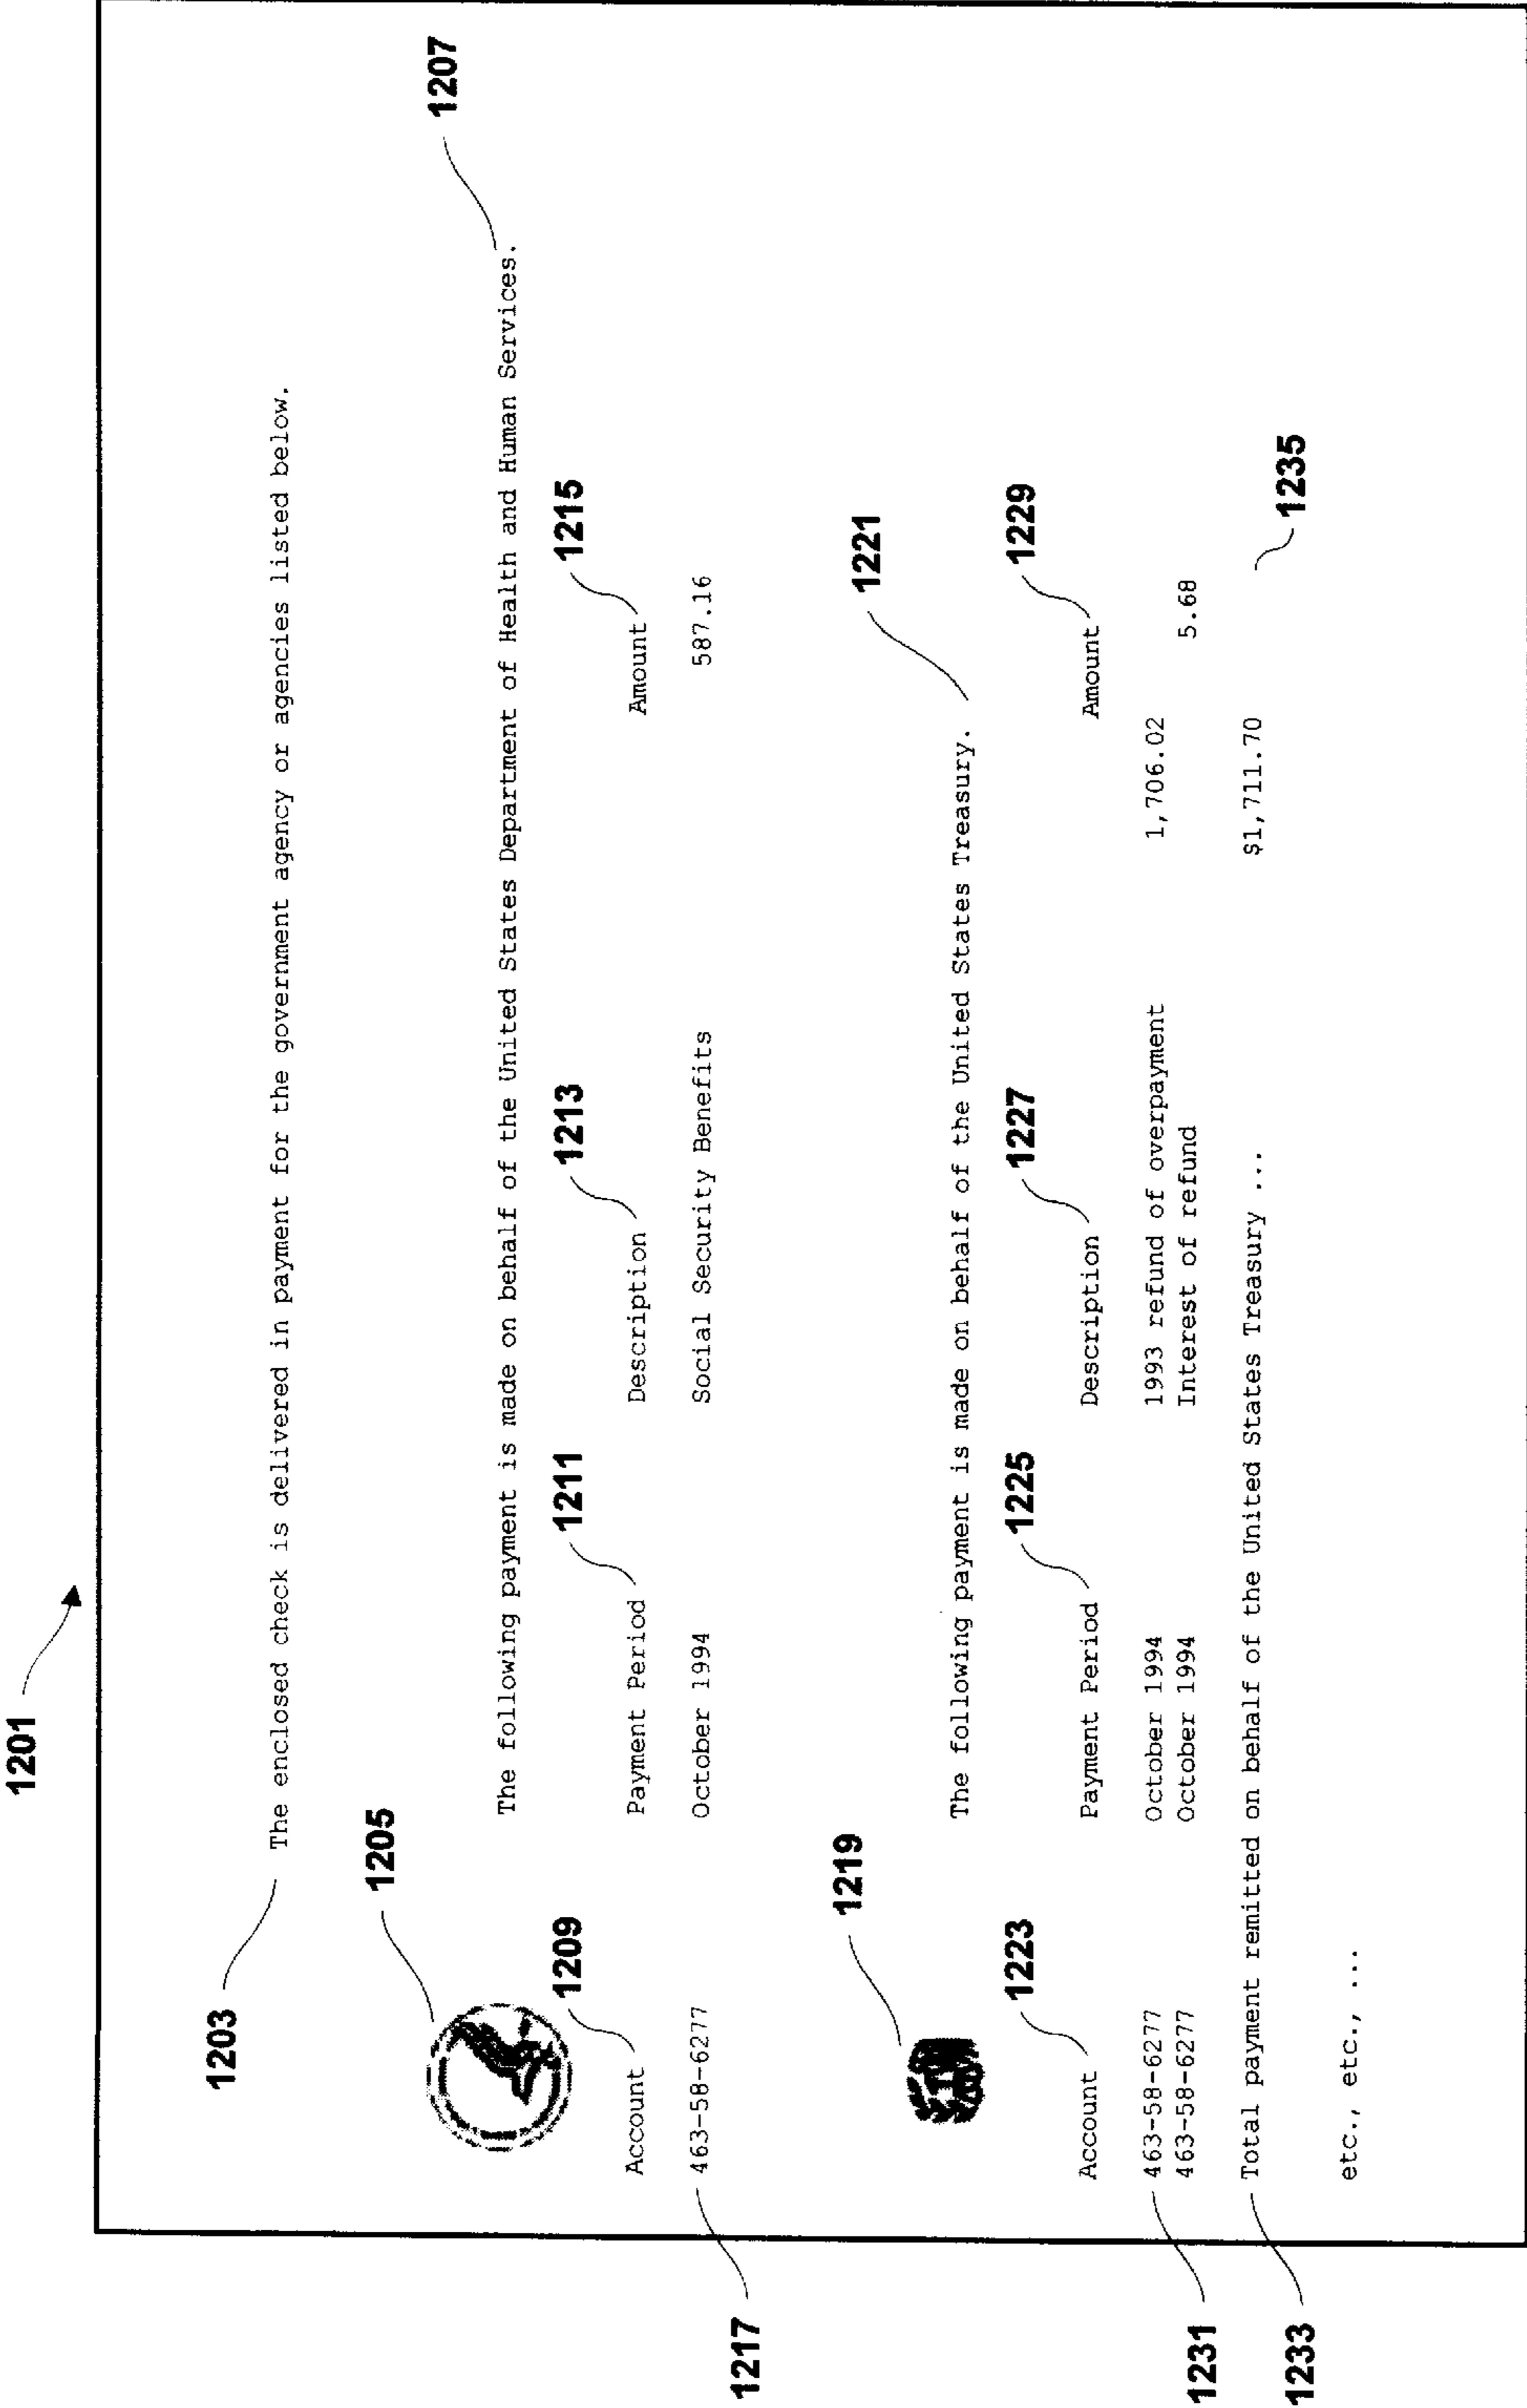 1201
1203 The enclosed check is delivered in payment for the government agency or agencies listed below.
1205
1207
The following payment is made on behalf of the United States Department of Health and Human Services.
1209 1211 1213 1215
Account Payment Period Description Amount
463-58-6277 October 1994 Social Security Benefits 587.16
1217
1219 1221
The following payment is made on behalf of the United States Treasury.
1223 1225 1227 1229
Account Payment Period Description Amount
463-58-6277 October 1994 1993 refund of overpayment 1,706.02
463-58-6277 October 1994 Interest of refund 5.68
1231
Total payment remitted on behalf of the United States Treasury ... $1,711.70
1233 1235
etc., etc., ...